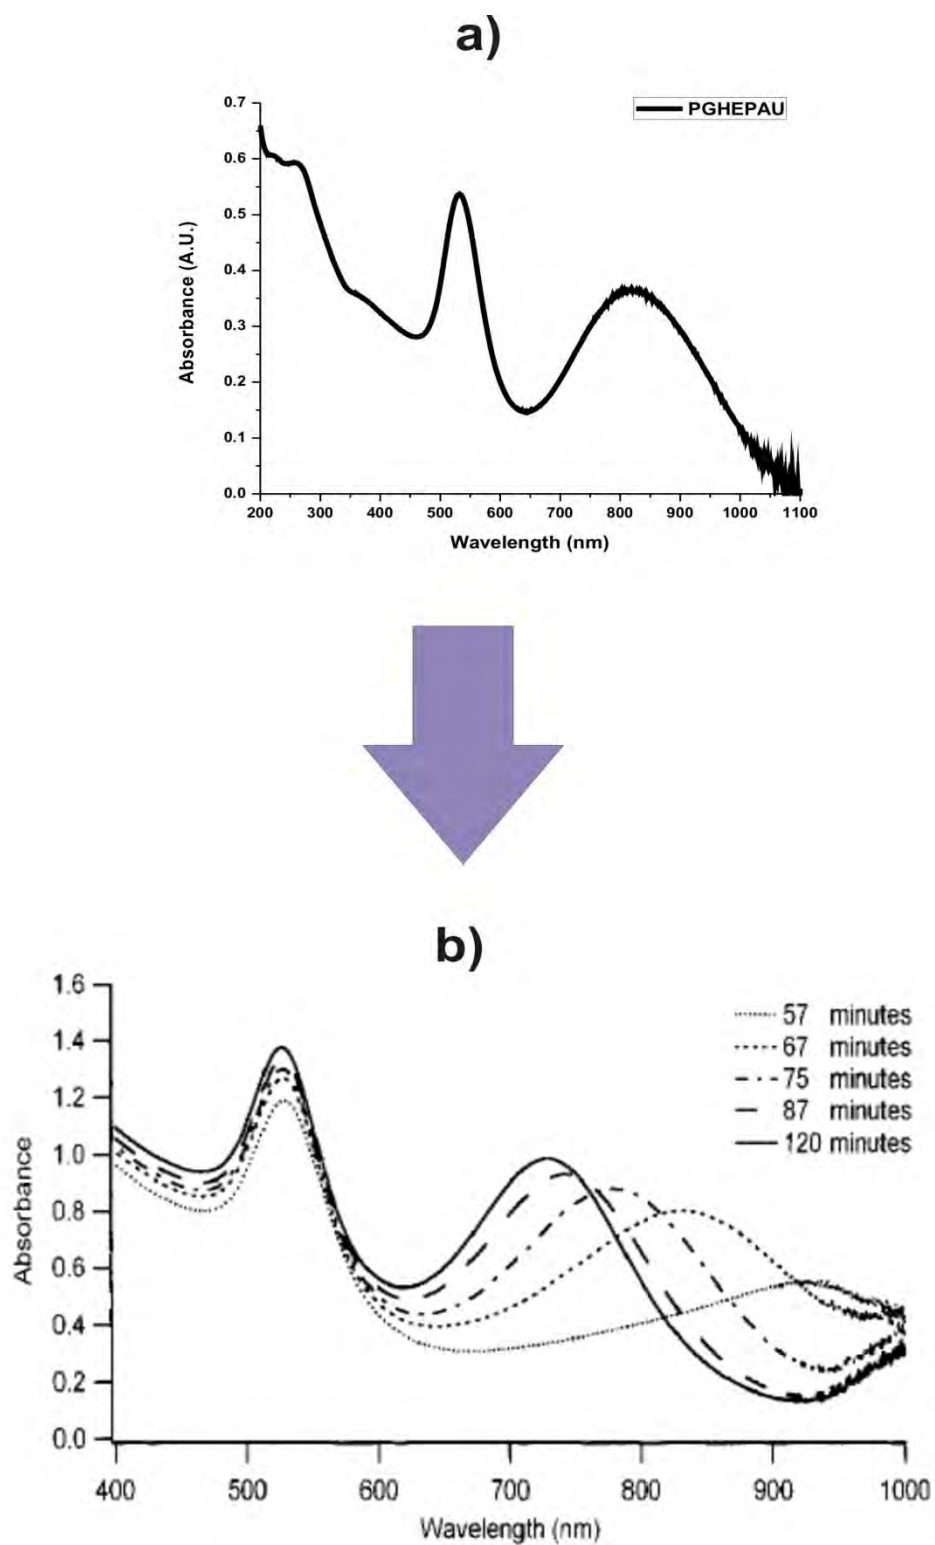 a)
PGHEPAU
0.7
0.6
0.5
0.4
0.3
0.2
0.1
0.0
Absorbance (A.U.)
200 300 400 500 600 700 800 900 1000 1100
Wavelength (nm)
b)
57 minutes
67 minutes
75 minutes
87 minutes
120 minutes
1.6
1.4
1.2
1.0
0.8
0.6
0.4
0.2
0.0
Absorbance
400 500 600 700 800 900 1000
Wavelength (nm)